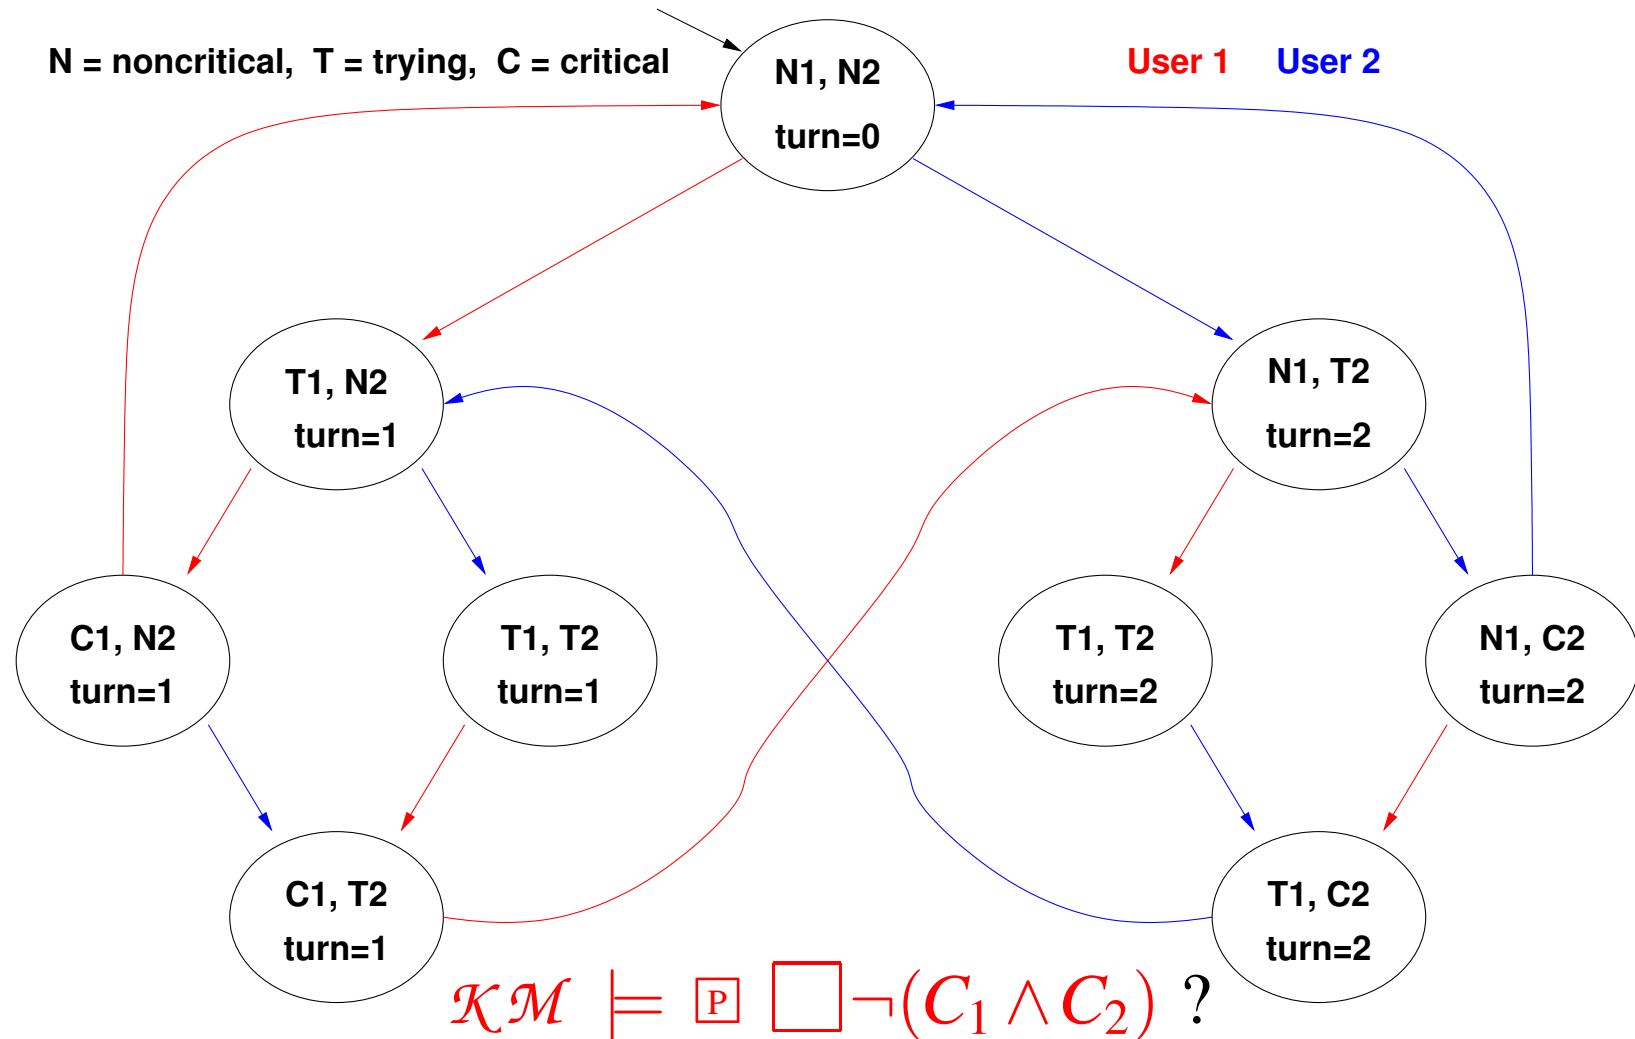 N = noncritical, T = trying, C = critical
User 1 User 2
N1, N2
turn=0
T1, N2
turn=1
N1, T2
turn=2
C1, N2
turn=1
T1, T2
turn=1
T1, T2
turn=2
N1, C2
turn=2
C1, T2
turn=1
T1, C2
turn=2
𝒦ℳ ⊨ 🄿 □¬(C₁ ∧ C₂) ?